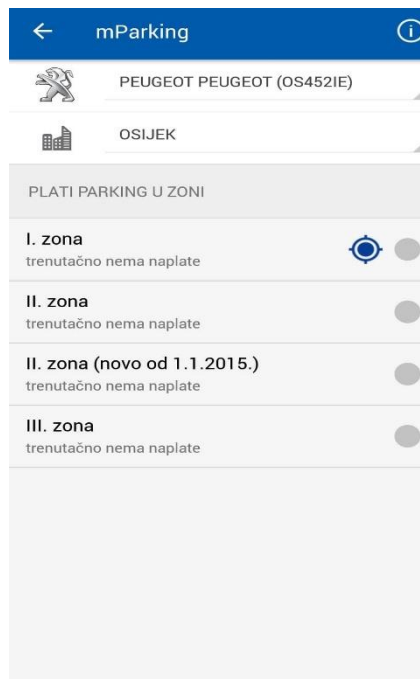 mParking
PEUGEOT PEUGEOT (OS452IE)
OSIJEK
PLATI PARKING U ZONI
I. zona
trenutačno nema naplate
II. zona
trenutačno nema naplate
II. zona (novo od 1.1.2015.)
trenutačno nema naplate
III. zona
trenutačno nema naplate